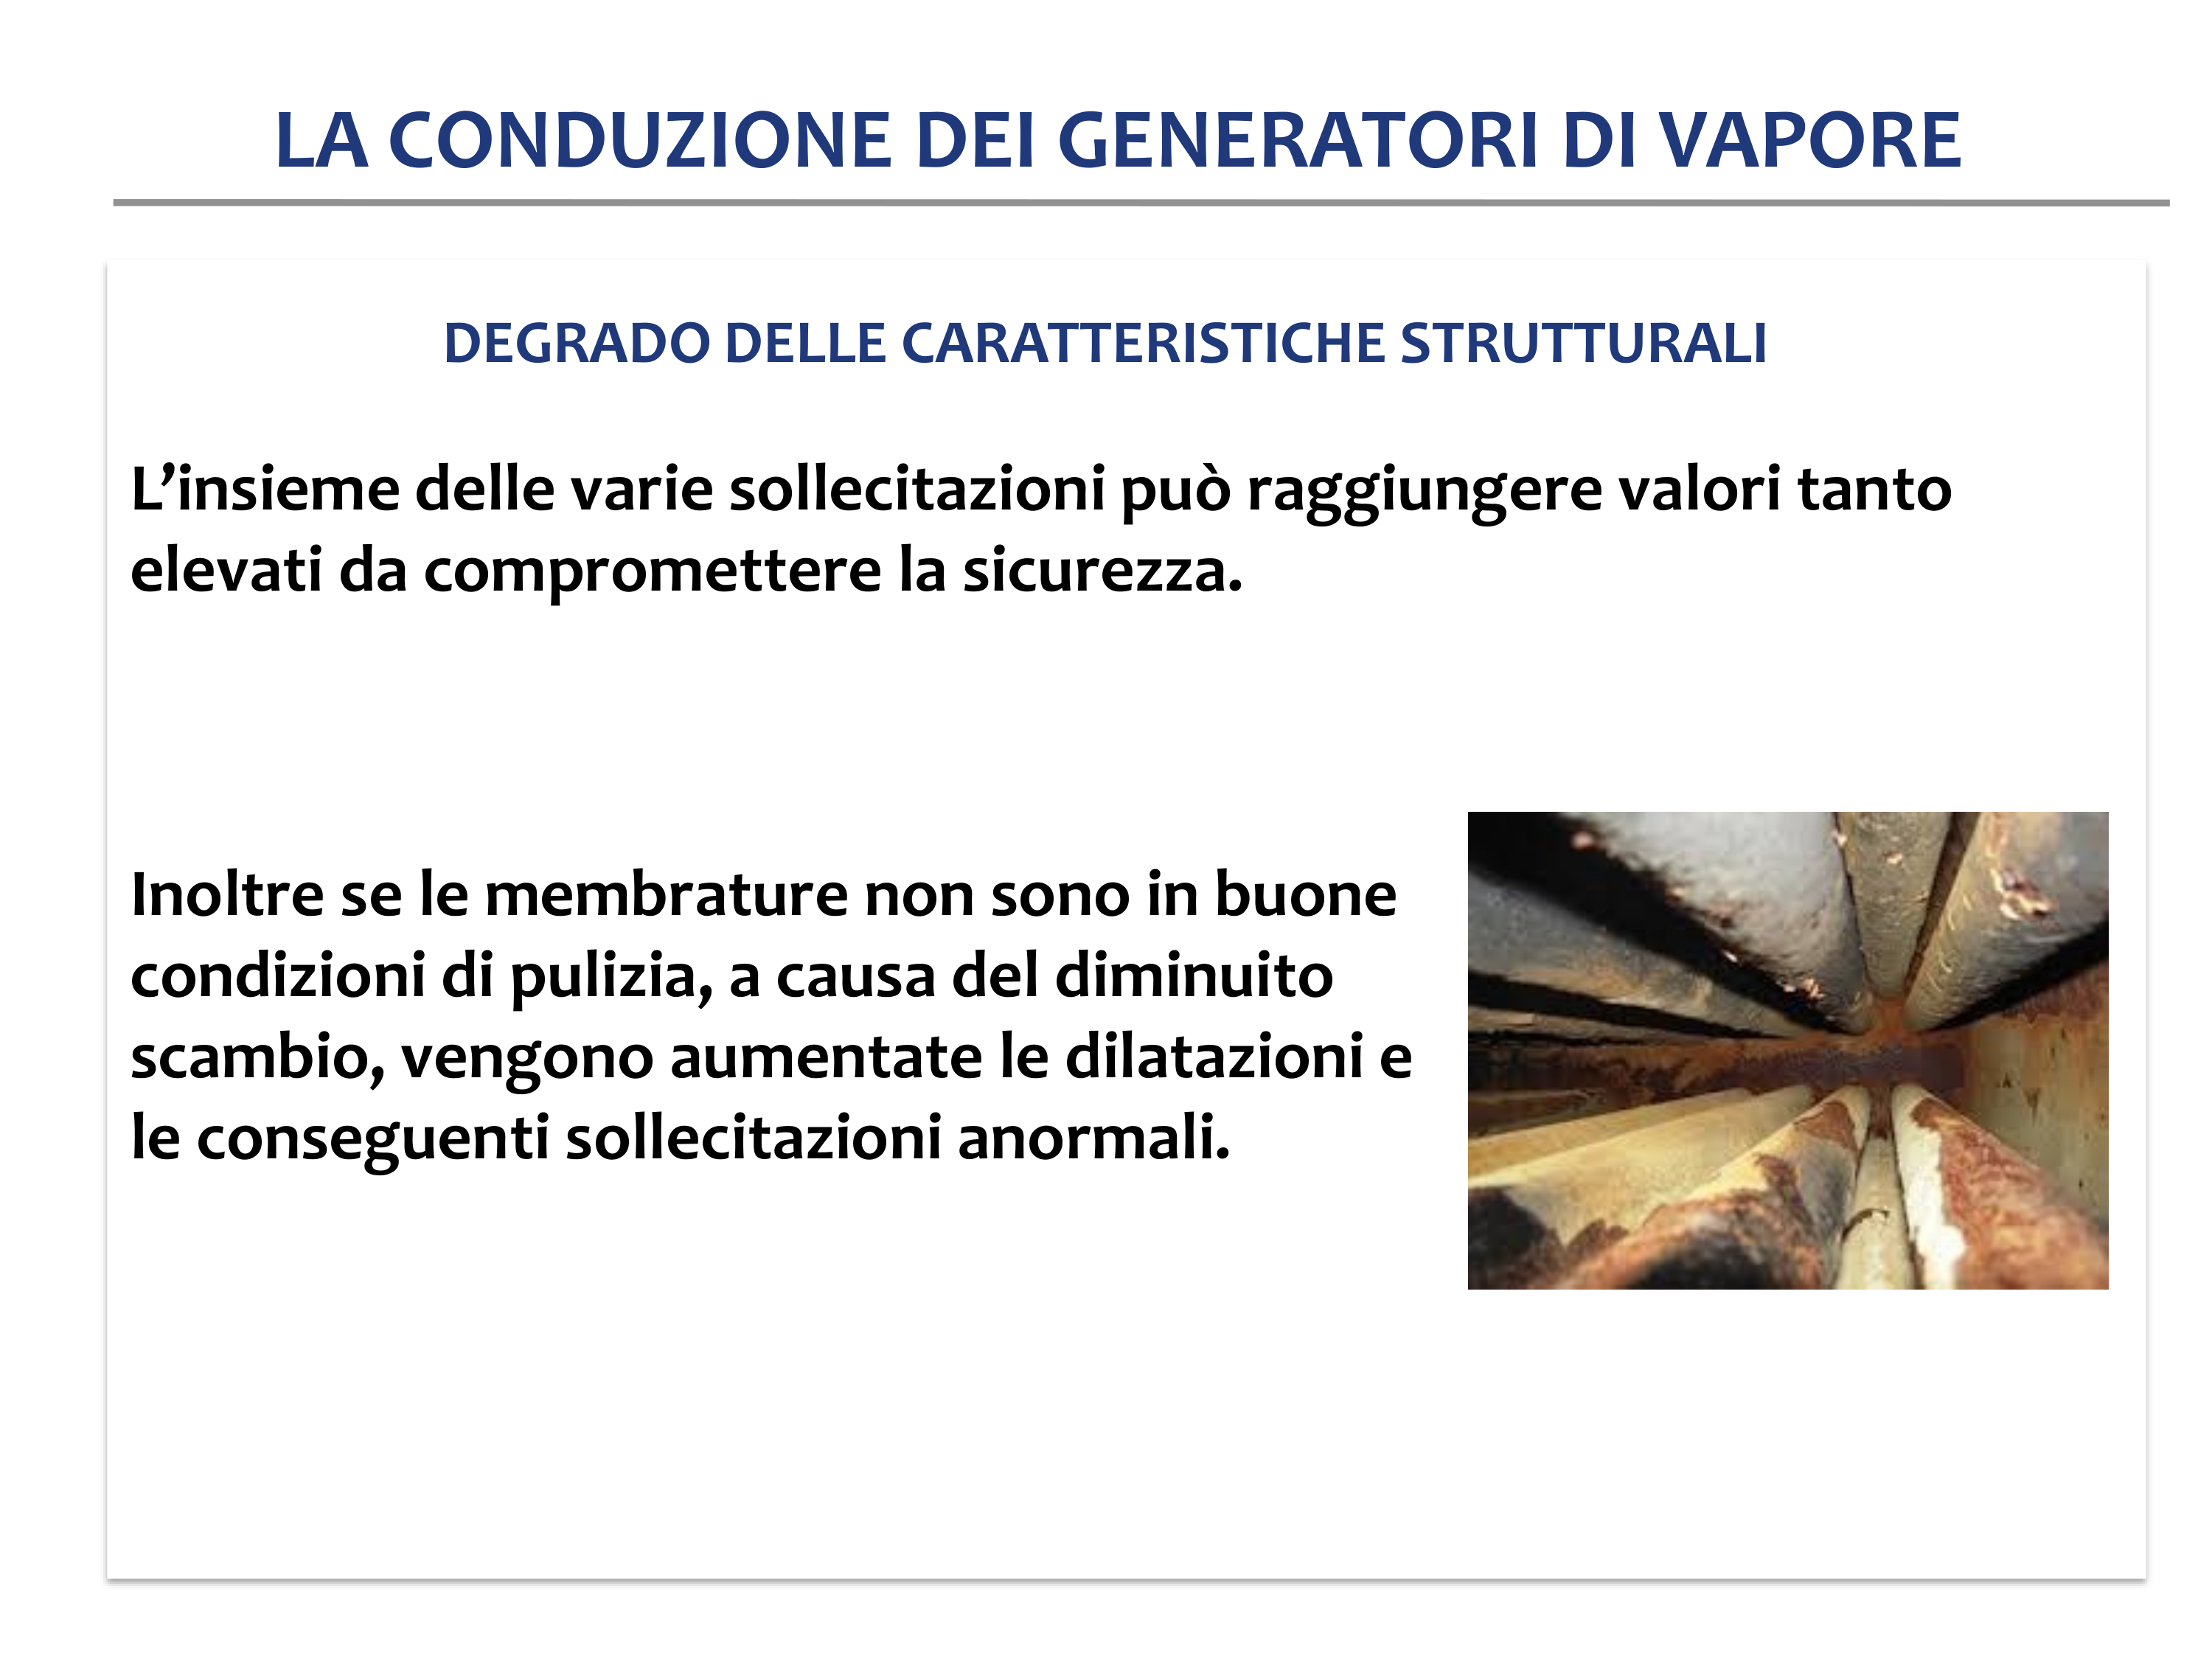 LA CONDUZIONE DEI GENERATORI DI VAPORE
DEGRADO DELLE CARATTERISTICHE STRUTTURALI
L’insieme delle varie sollecitazioni può raggiungere valori tanto
elevati da compromettere la sicurezza.
Inoltre se le membrature non sono in buone
condizioni di pulizia, a causa del diminuito
scambio, vengono aumentate le dilatazioni e
le conseguenti sollecitazioni anormali.